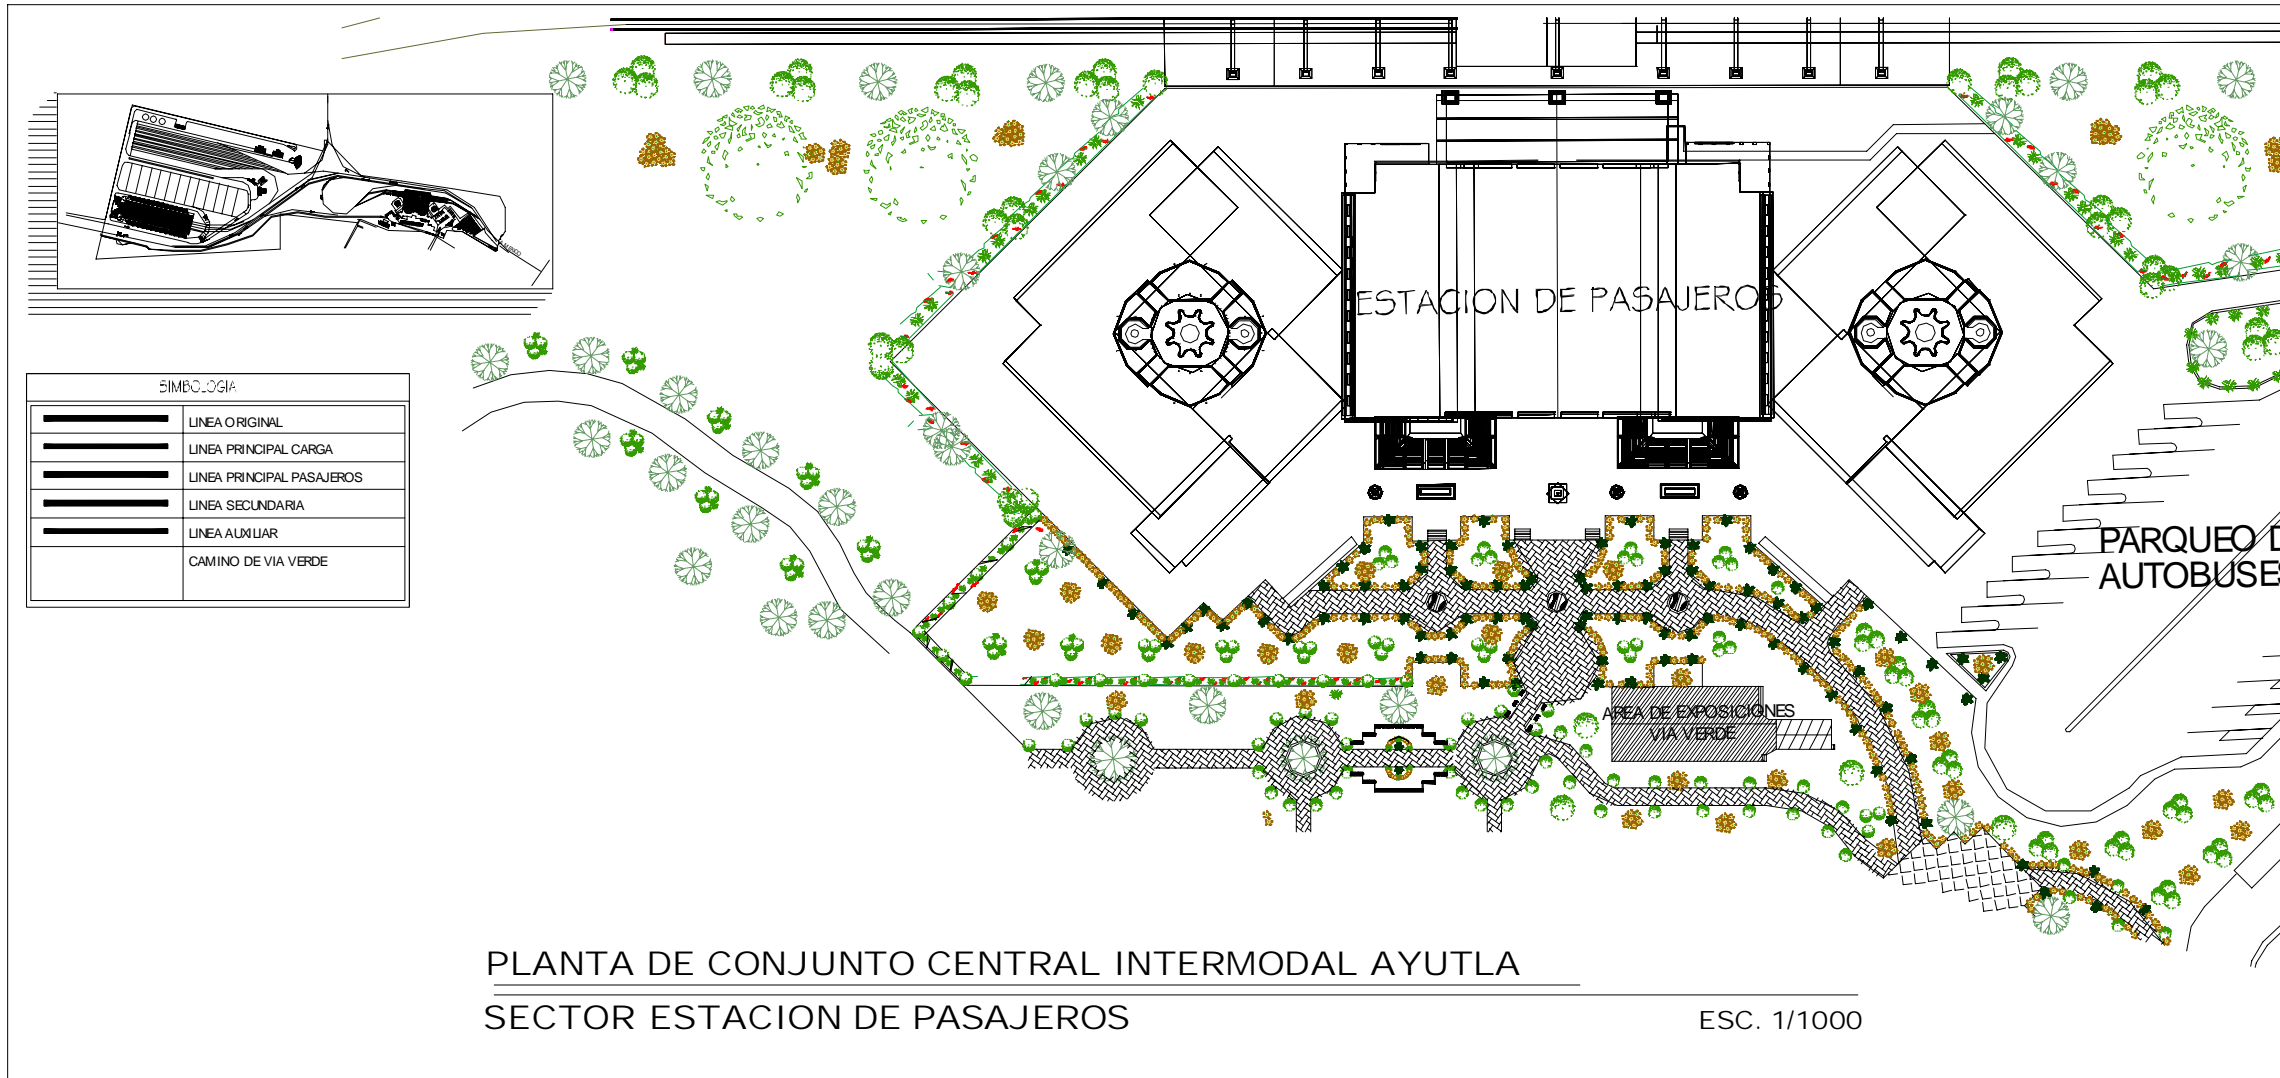 ESTACION DE PASAJEROS
SIMBOLOGIA
LINEA ORIGINAL
LINEA PRINCIPAL CARGA
LINEA PRINCIPAL PASAJEROS
LINEA SECUNDARIA
LINEA AUXILIAR
CAMINO DE VIA VERDE
PARQUEO D
AUTOBUSES
AREA DE EXPOSICIONES
VIA VERDE
PLANTA DE CONJUNTO CENTRAL INTERMODAL AYUTLA
SECTOR ESTACION DE PASAJEROS
ESC. 1/1000